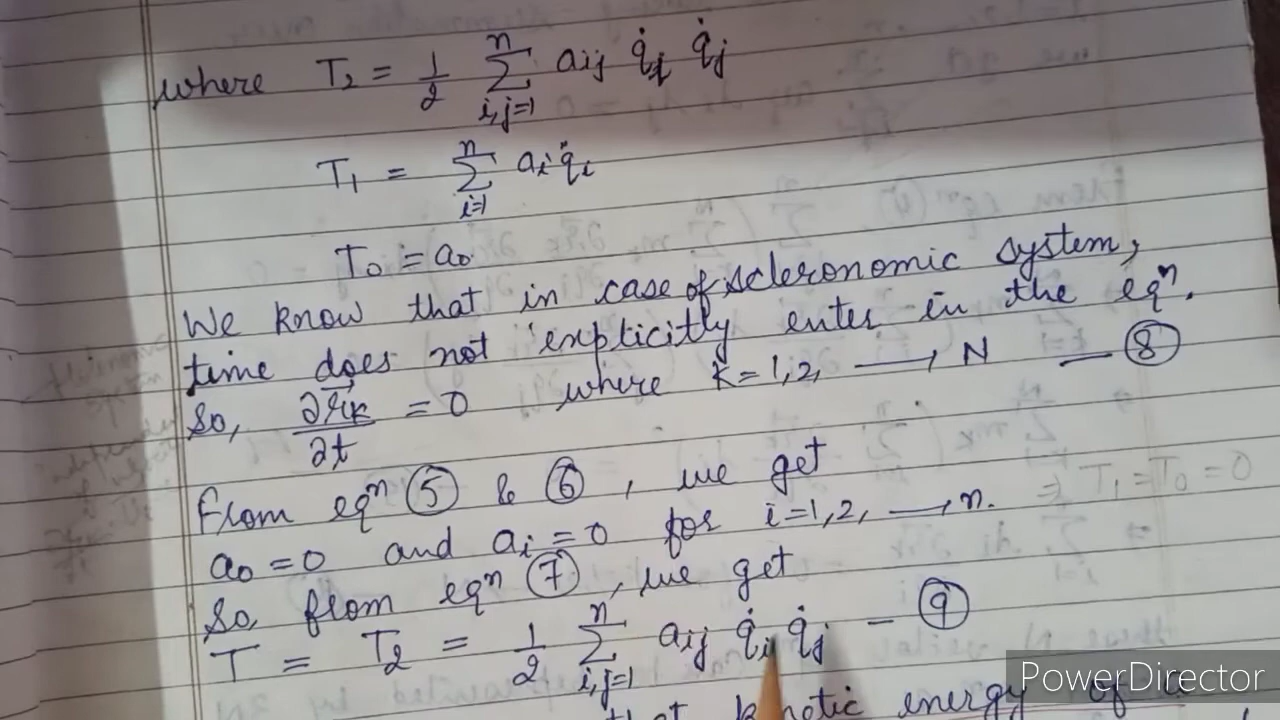 where T₂ = 1/2 Σ_{i,j=1}^{n} aᵢⱼ q̇ᵢ q̇ⱼ
T₁ = Σ_{i=1}^{n} aᵢ q̇ᵢ
T₀ = a₀
We know that in case of scleronomic system,
time does not explicitly enter in the eqⁿ.
So, ∂r⃗ₖ/∂t = 0 where k = 1, 2, —, N — ⑧
From eqⁿ ⑤ & ⑥, we get
a₀ = 0 and aᵢ = 0 for i = 1, 2, —, n.
So from eqⁿ ⑦, we get
T = T₂ = 1/2 Σ_{i,j=1}^{n} aᵢⱼ q̇ᵢ q̇ⱼ — ⑨
kinetic energy of a
PowerDirector